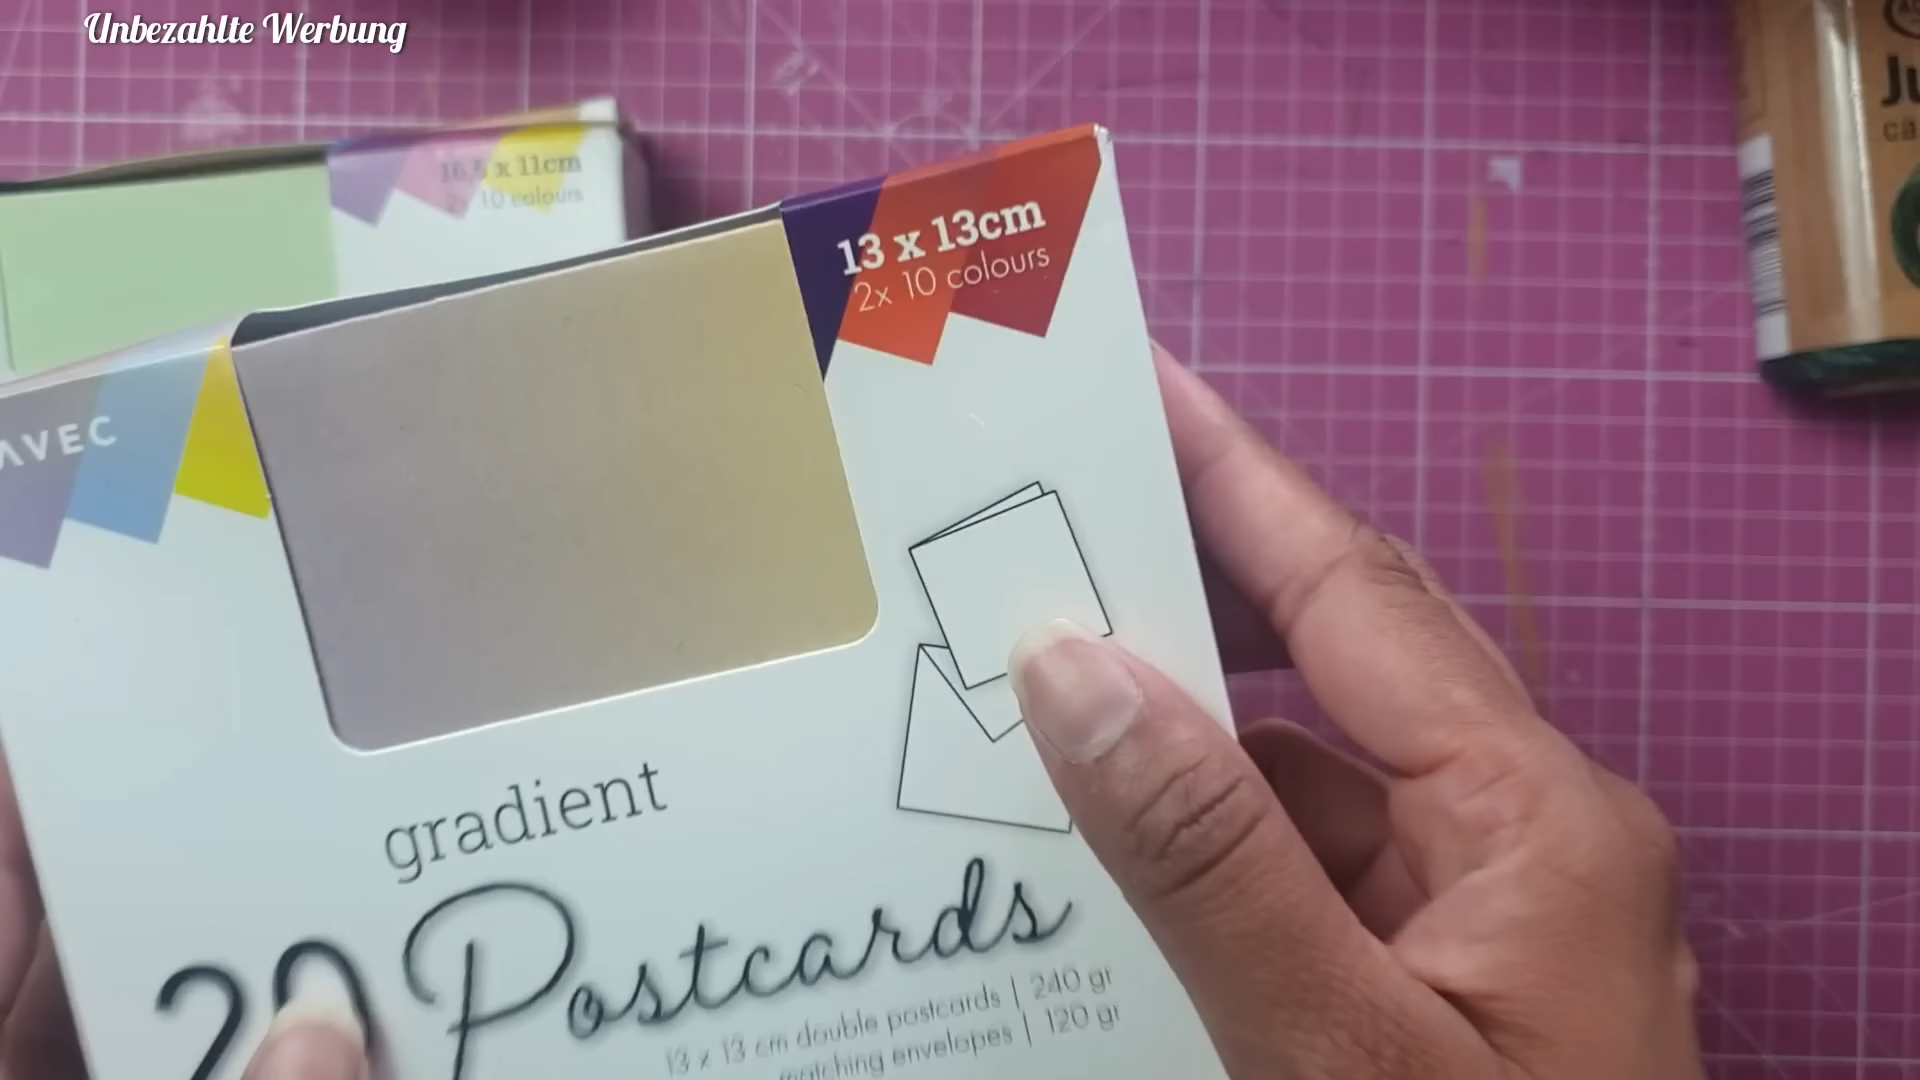 Unbezahlte Werbung
16,5 x 11cm
2x 10 colours
13 x 13cm
2x 10 colours
AVEC
gradient
20 Postcards
13 x 13 cm double postcards | 240 gr
matching envelopes | 120 gr